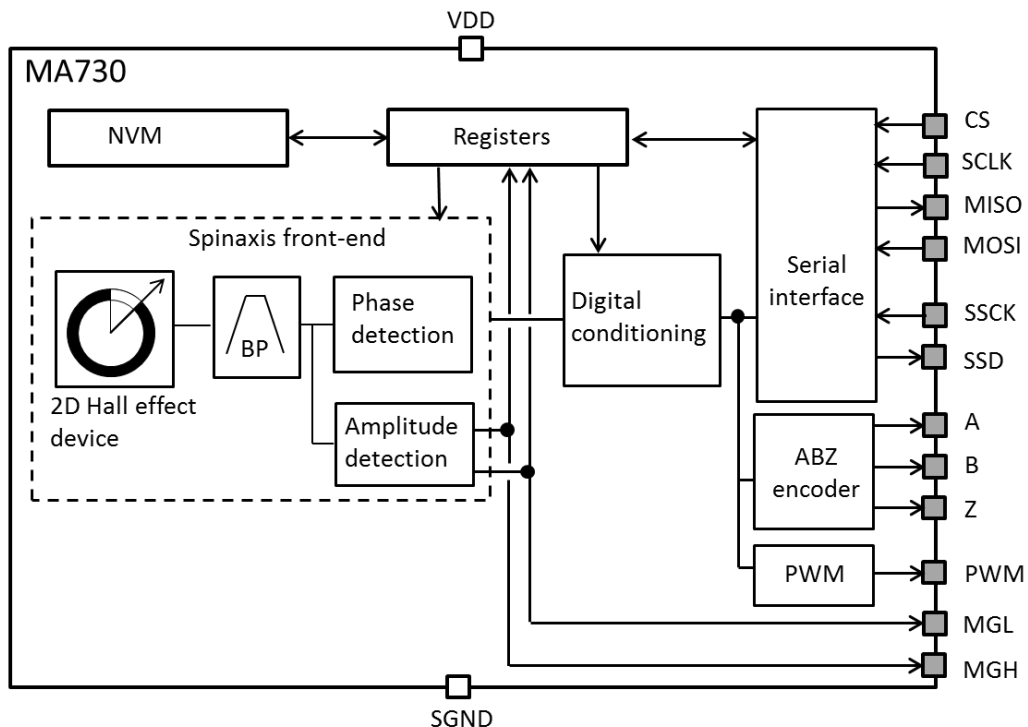 VDD
MA730
NVM
Registers
CS
SCLK
MISO
MOSI
SSCK
SSD
Serial
interface
Spinaxis front-end
BP
Phase
detection
Digital
conditioning
2D Hall effect
device
Amplitude
detection
ABZ
encoder
A
B
Z
PWM
PWM
MGL
MGH
SGND